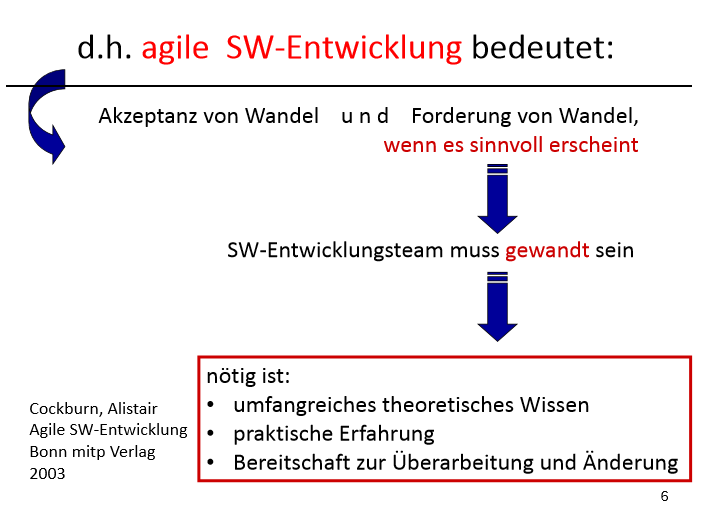 d.h. agile SW-Entwicklung bedeutet:
Akzeptanz von Wandel u n d Forderung von Wandel,
wenn es sinnvoll erscheint
SW-Entwicklungsteam muss gewandt sein
nötig ist:
• umfangreiches theoretisches Wissen
• praktische Erfahrung
• Bereitschaft zur Überarbeitung und Änderung
Cockburn, Alistair
Agile SW-Entwicklung
Bonn mitp Verlag
2003
6